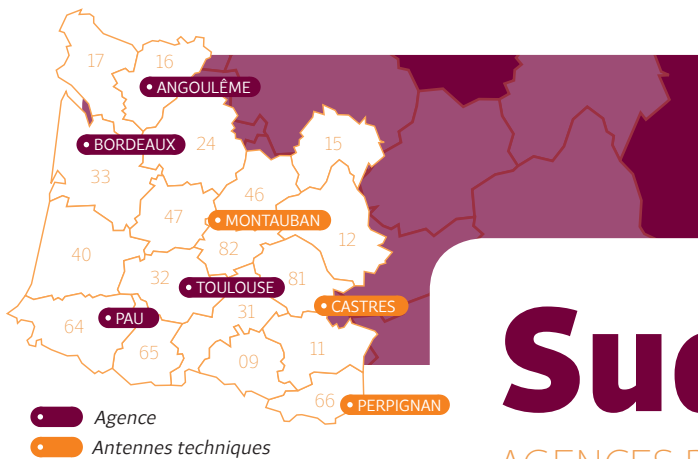 17
16
• ANGOULÊME
• BORDEAUX
24
15
33
46
47
• MONTAUBAN
12
82
40
32
81
• TOULOUSE
• CASTRES
31
• PAU
64
65
09
11
66
• PERPIGNAN
• Agence
• Antennes techniques
AGENCES